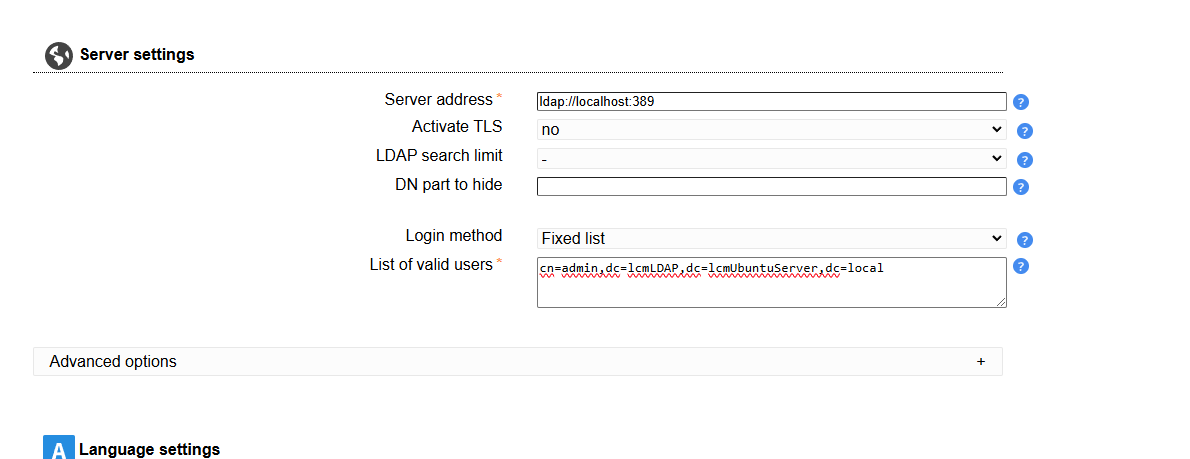 Server settings
Server address * ldap://localhost:389 ?
Activate TLS no ?
LDAP search limit - ?
DN part to hide ?
Login method Fixed list ?
List of valid users * cn=admin,dc=lcmLDAP,dc=lcmUbuntuServer,dc=local ?
Advanced options +
A Language settings